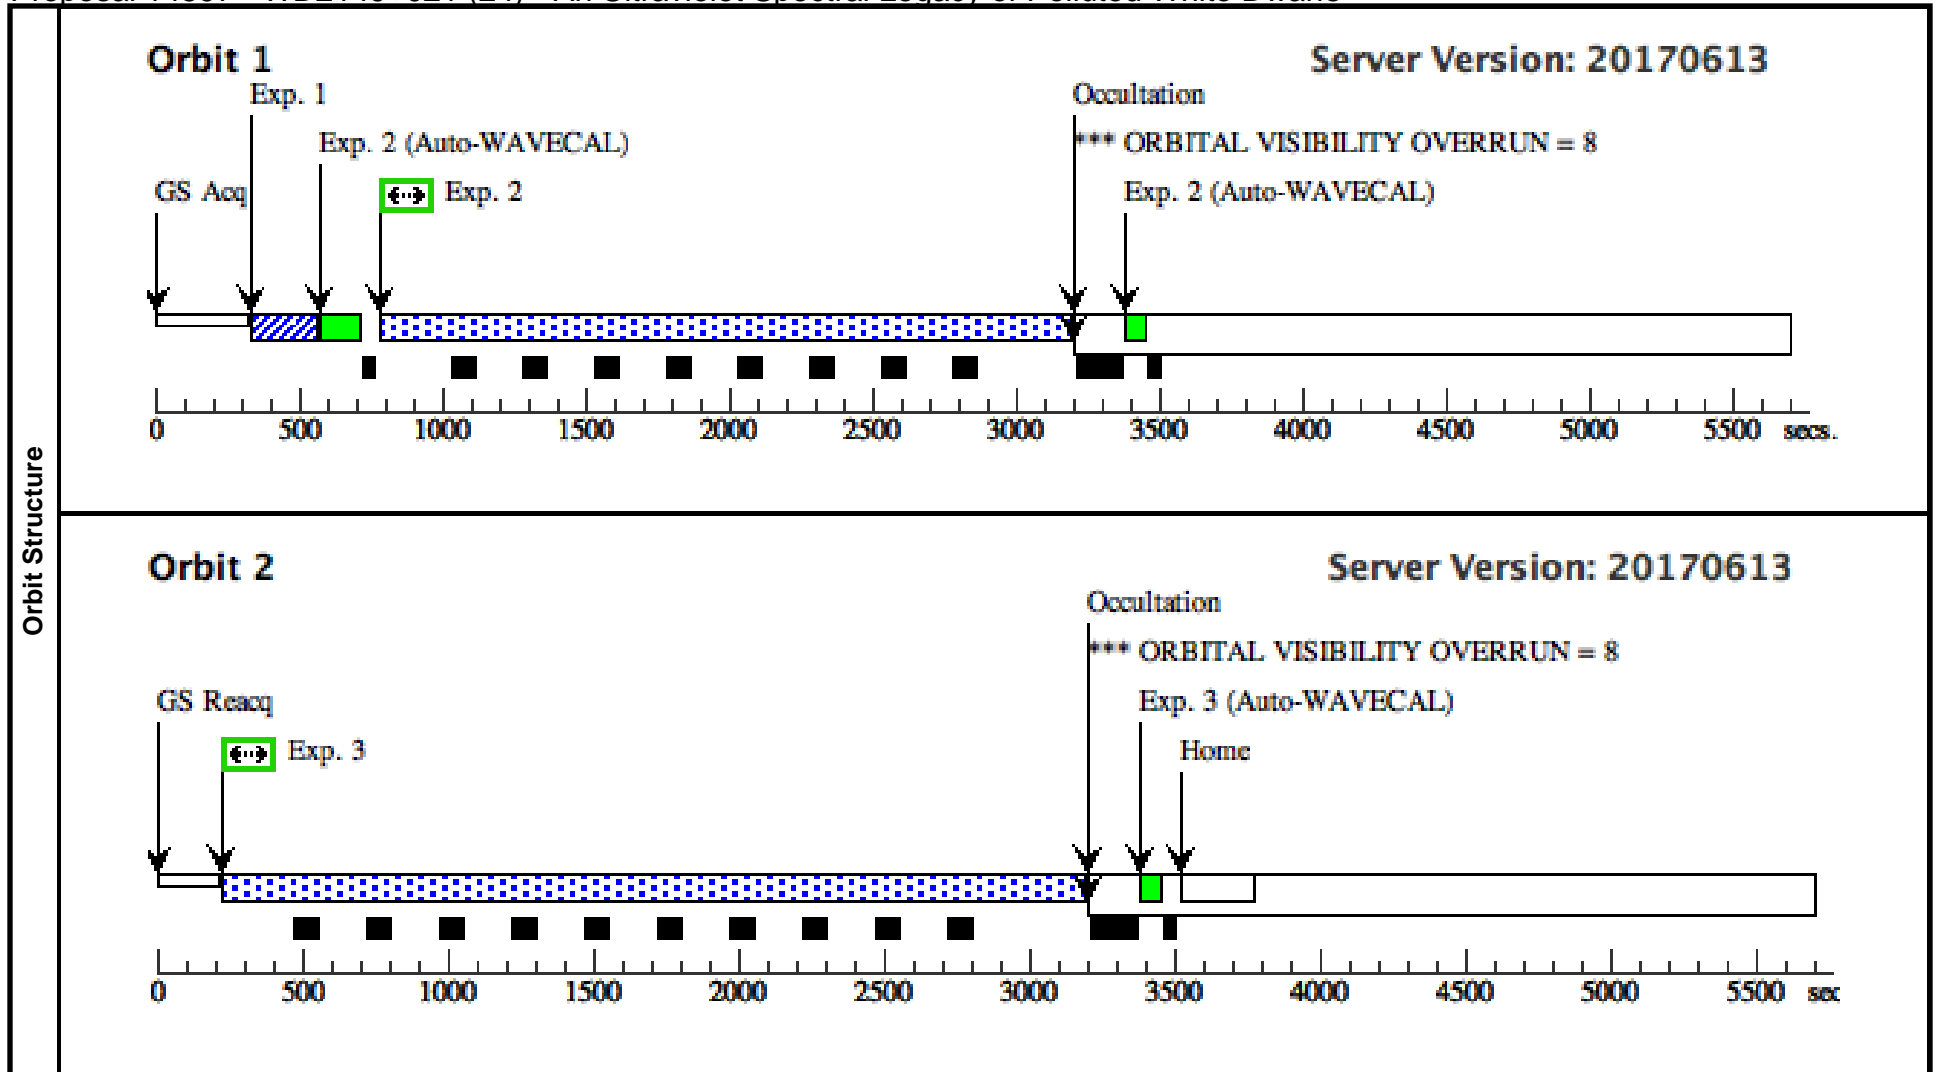 Orbit Structure
Orbit 1
Server Version: 20170613
Exp. 1
Occultation
Exp. 2 (Auto-WAVECAL)
*** ORBITAL VISIBILITY OVERRUN = 8
GS Acq
Exp. 2
Exp. 2 (Auto-WAVECAL)
0 500 1000 1500 2000 2500 3000 3500 4000 4500 5000 5500 secs.
Orbit 2
Server Version: 20170613
Occultation
*** ORBITAL VISIBILITY OVERRUN = 8
GS Reacq
Exp. 3 (Auto-WAVECAL)
Exp. 3
Home
0 500 1000 1500 2000 2500 3000 3500 4000 4500 5000 5500 sec